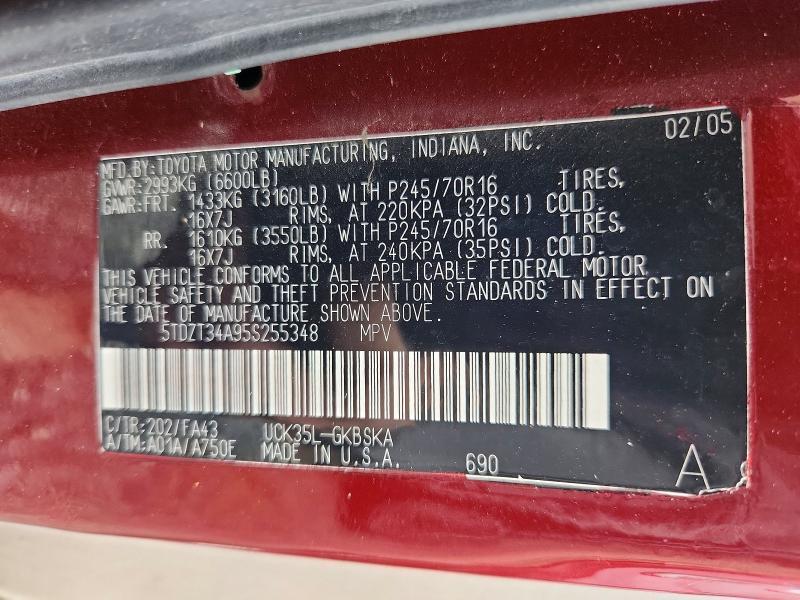 02/05
MFD.BY:TOYOTA MOTOR MANUFACTURING, INDIANA, INC.
GVWR:2993KG (6600LB)
GAWR:FRT. 1433KG (3160LB) WITH P245/70R16 TIRES,
16X7J RIMS, AT 220KPA (32PSI) COLD.
RR. 1610KG (3550LB) WITH P245/70R16 TIRES,
16X7J RIMS, AT 240KPA (35PSI) COLD.
THIS VEHICLE CONFORMS TO ALL APPLICABLE FEDERAL MOTOR
VEHICLE SAFETY AND THEFT PREVENTION STANDARDS IN EFFECT ON
THE DATE OF MANUFACTURE SHOWN ABOVE.
5TDZT34A95S255348 MPV
C/TR:202/FA43 UCK35L-GKBSKA
A/TM:A01A/A750E MADE IN U.S.A. 690 A